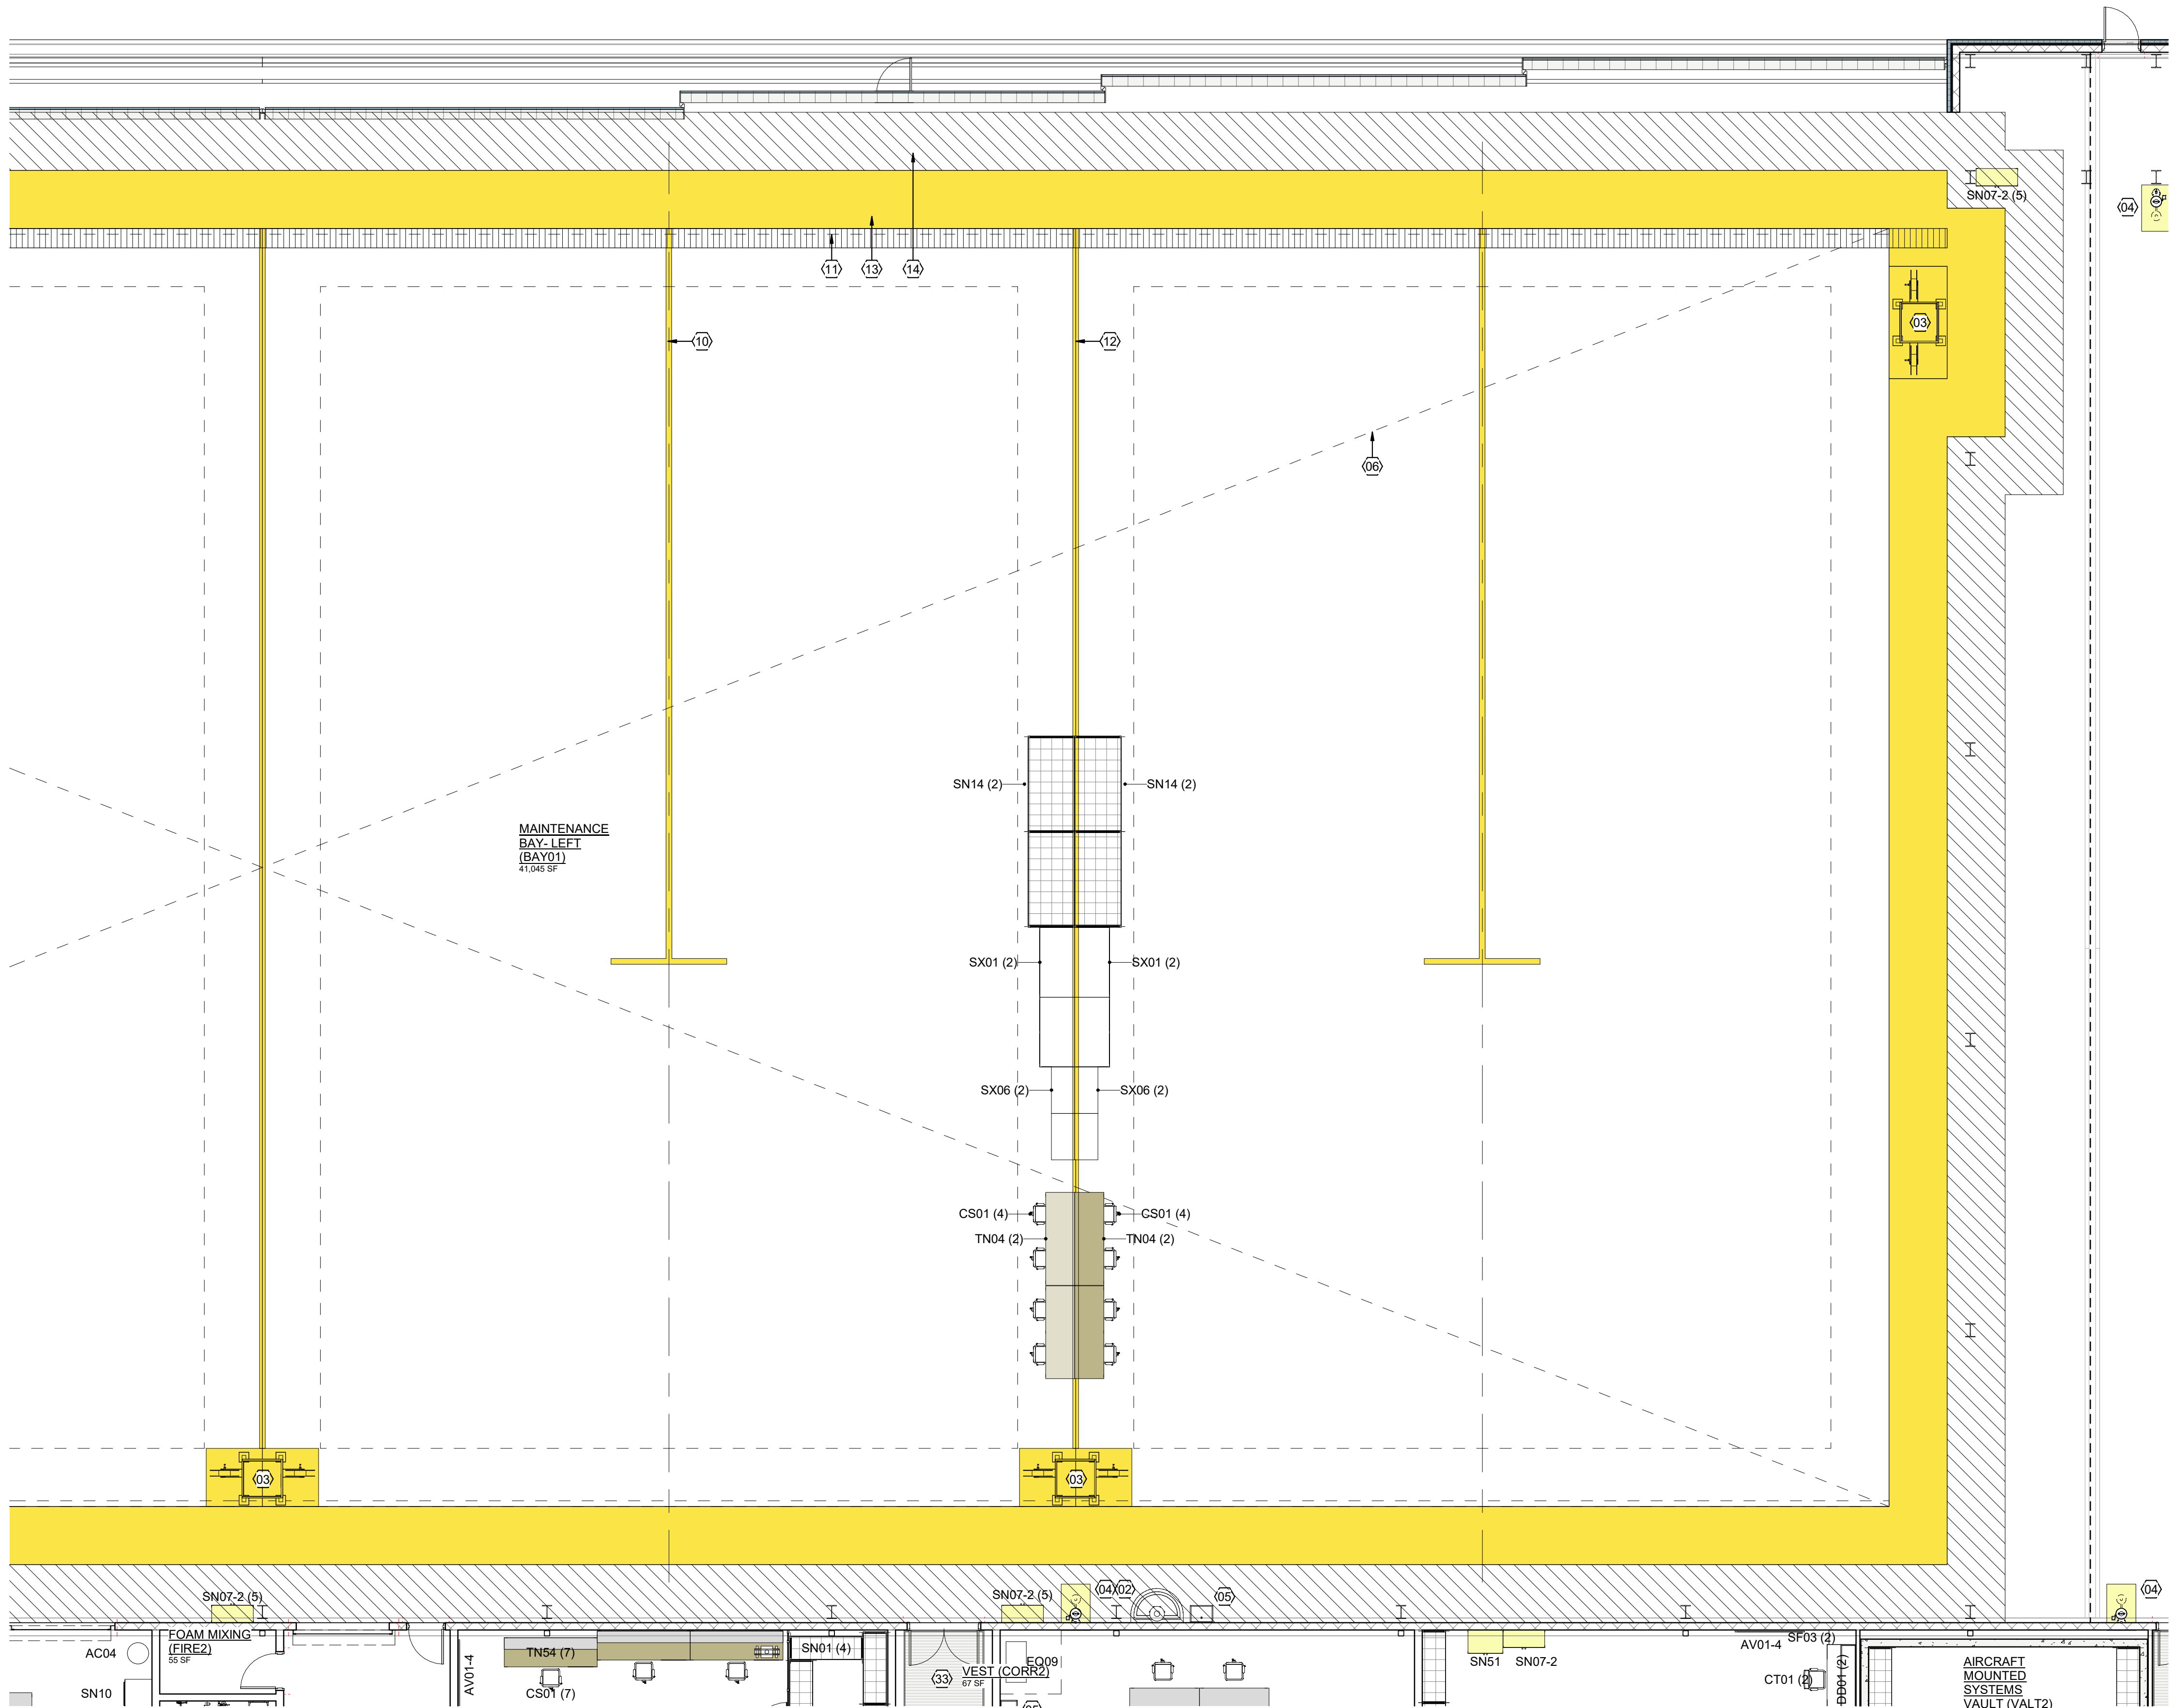 SN07-2 (5)
04
11
13
14
03
10
12
06
SN14 (2)
SN14 (2)
MAINTENANCE
BAY- LEFT
(BAY01)
41,045 SF
SX01 (2)
SX01 (2)
SX06 (2)
SX06 (2)
CS01 (4)
CS01 (4)
TN04 (2)
TN04 (2)
03
03
SN07-2 (5)
SN07-2 (5)
04
02
05
04
FOAM MIXING
(FIRE2)
55 SF
AC04
SN10
AV01-4
TN54 (7)
CS01 (7)
SN01 (4)
33
VEST (CORR2)
67 SF
EQ09
SN51
SN07-2
AV01-4
SF03 (2)
CT01 (2)
DD01 (2)
AIRCRAFT
MOUNTED
SYSTEMS
VAULT (VALT2)